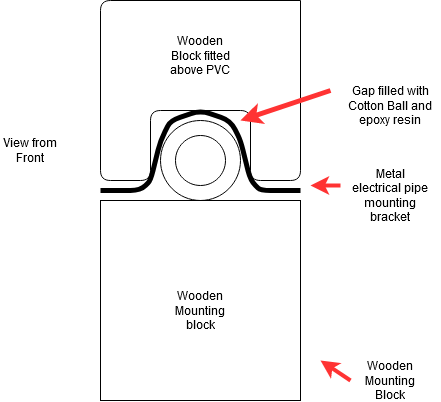 Wooden
Block fitted
above PVC
Gap filled with
Cotton Ball and
epoxy resin
View from
Front
Metal
electrical pipe
mounting
bracket
Wooden
Mounting
block
Wooden
Mounting
Block